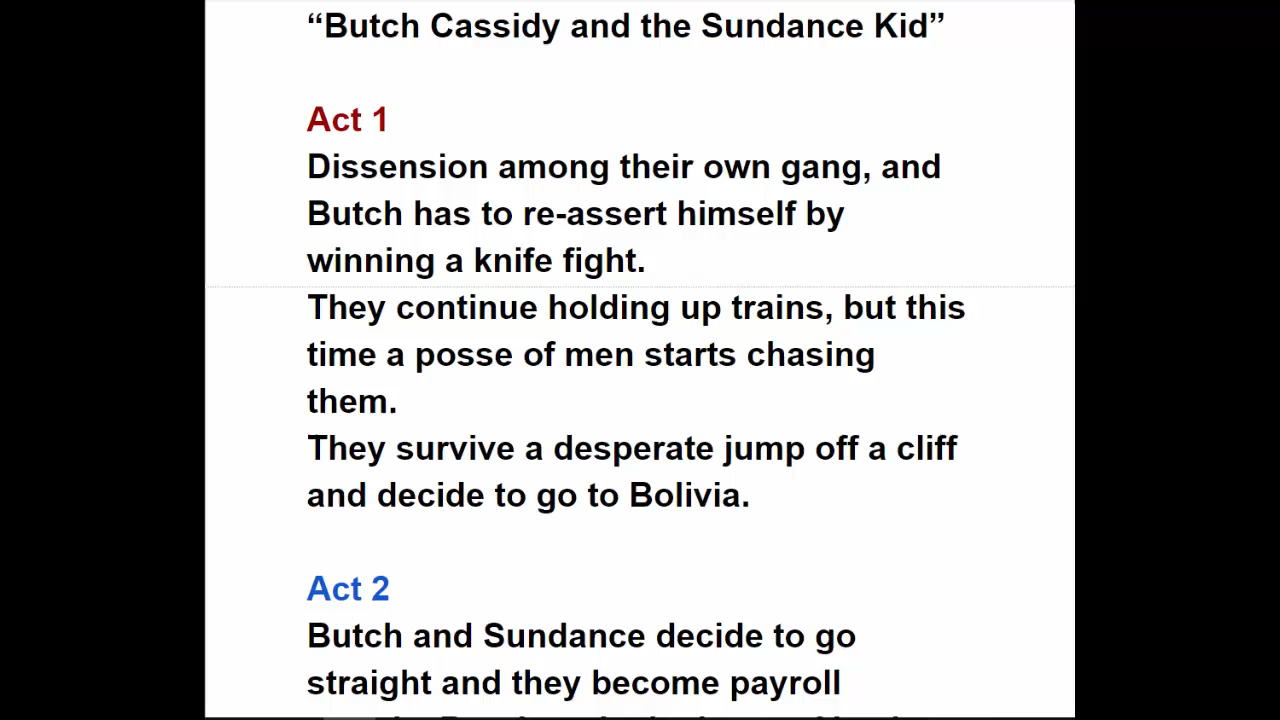 “Butch Cassidy and the Sundance Kid”
Act 1
Dissension among their own gang, and
Butch has to re-assert himself by
winning a knife fight.
They continue holding up trains, but this
time a posse of men starts chasing
them.
They survive a desperate jump off a cliff
and decide to go to Bolivia.
Act 2
Butch and Sundance decide to go
straight and they become payroll